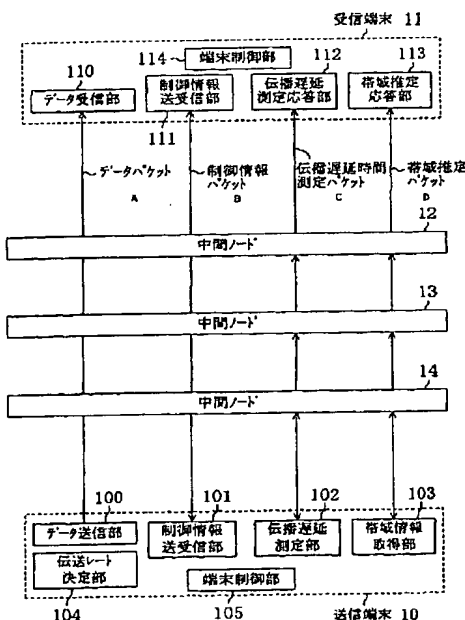 受信端末 11
114
端末制御部
110
112
113
データ受信部
制御情報
送受信部
伝播遅延
測定応答部
帯域推定
応答部
111
データパケット
A
制御情報
パケット
B
伝播遅延時間
測定パケット
C
帯域推定
パケット
D
12
中間ノード
13
中間ノード
14
中間ノード
100
101
102
103
データ送信部
制御情報
送受信部
伝播遅延
測定部
帯域情報
取得部
伝送レート
決定部
端末制御部
104
105
送信端末 10